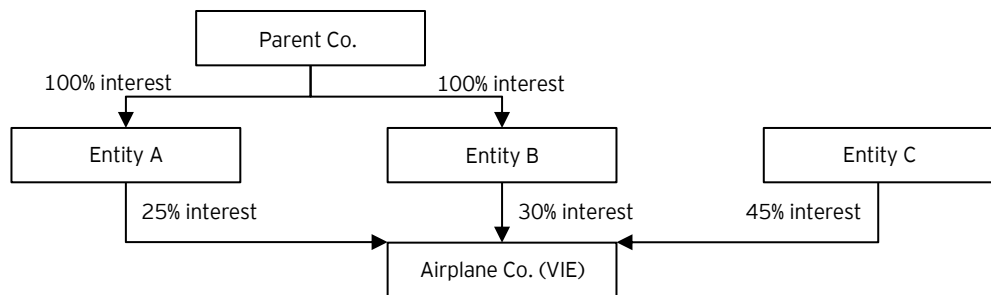 Parent Co.
100% interest
100% interest
Entity A
Entity B
Entity C
25% interest
30% interest
45% interest
Airplane Co. (VIE)